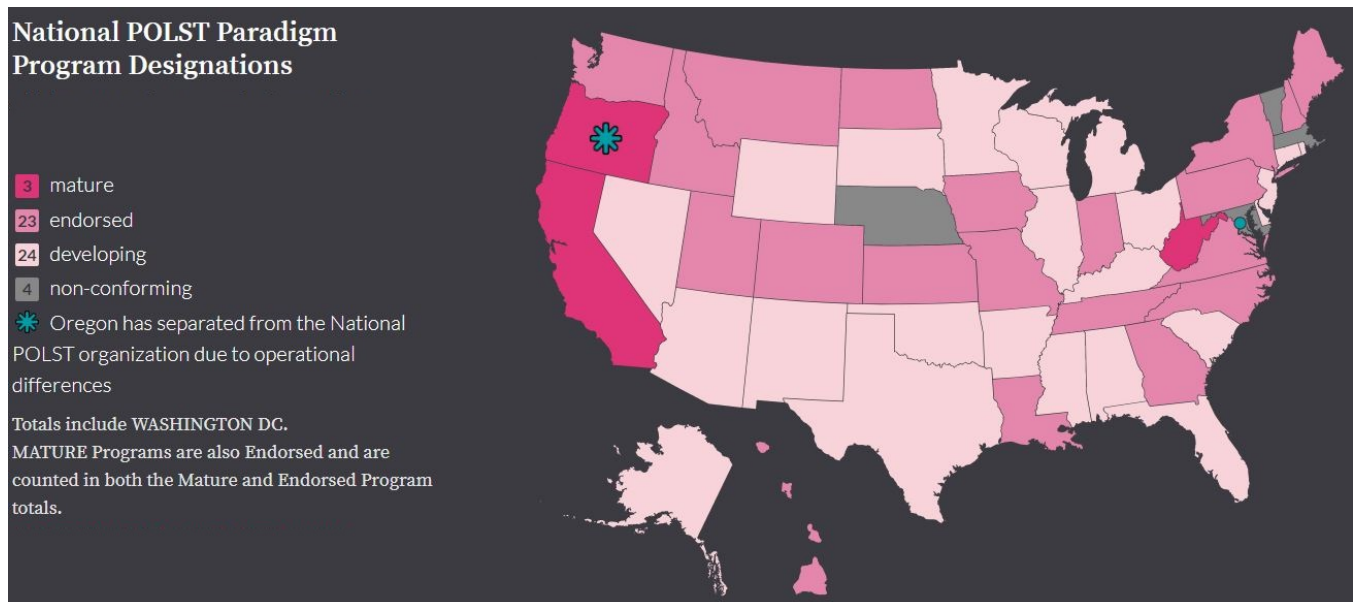 National POLST Paradigm
Program Designations
3 mature
23 endorsed
24 developing
4 non-conforming
Oregon has separated from the National
POLST organization due to operational
differences
Totals include WASHINGTON DC.
MATURE Programs are also Endorsed and are
counted in both the Mature and Endorsed Program
totals.